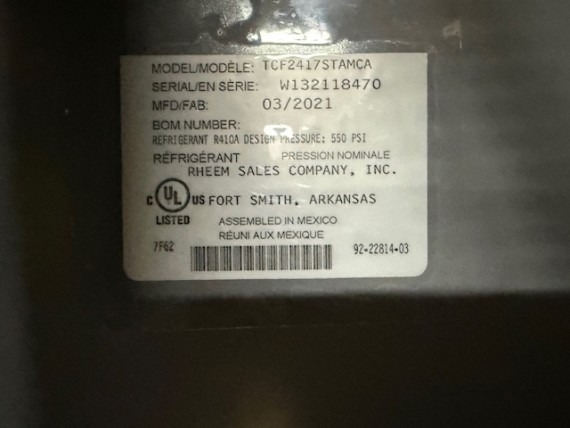 MODEL/MODÈLE: TCF2417STAMCA
SERIAL/EN SÉRIE: W132118470
MFD/FAB: 03/2021
BOM NUMBER:
REFRIGERANT R410A DESIGN PRESSURE: 550 PSI
RÉFRIGÉRANT PRESSION NOMINALE
RHEEM SALES COMPANY, INC.
C UL US FORT SMITH, ARKANSAS
LISTED ASSEMBLED IN MEXICO
RÉUNI AUX MEXIQUE
7F62 92-22814-03